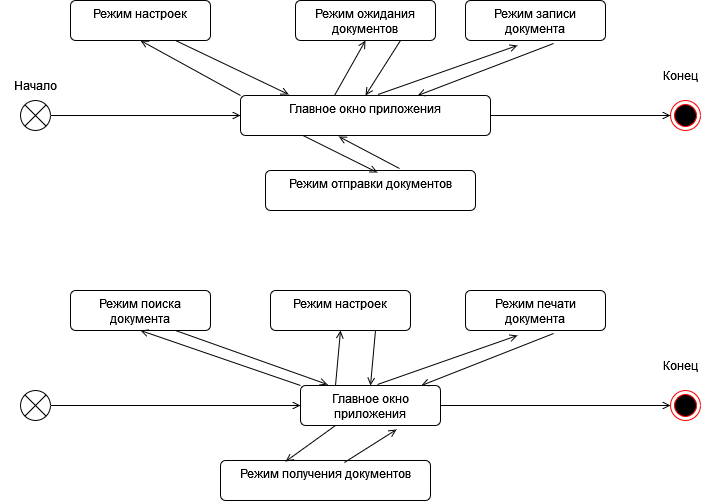 Режим настроек
Режим ожидания
документов
Режим записи
документа
Начало
Конец
Главное окно приложения
Режим отправки документов
Режим поиска
документа
Режим настроек
Режим печати
документа
Конец
Главное окно
приложения
Режим получения документов